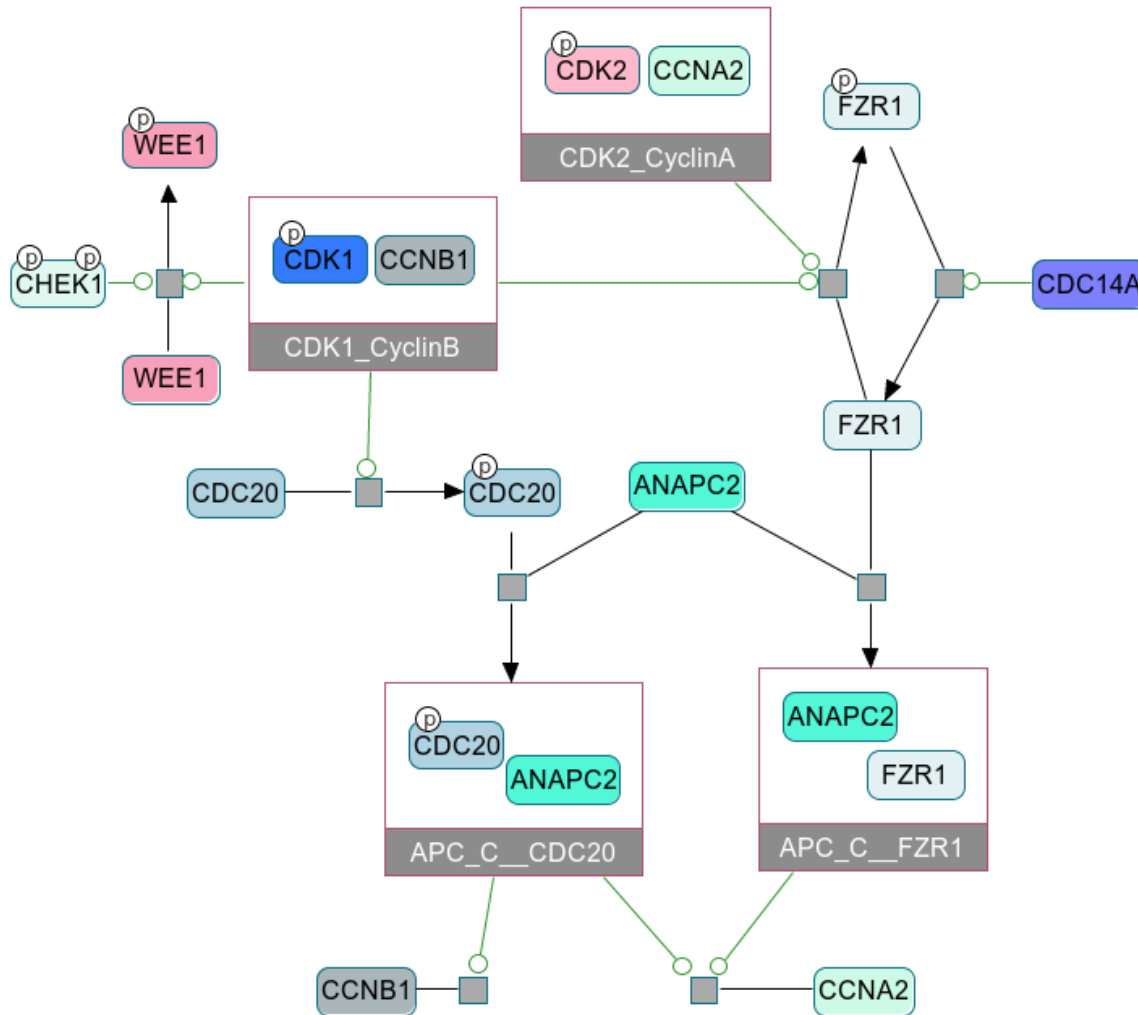 p
CDK2
CCNA2
CDK2_CyclinA
p
FZR1
p
WEE1
p
CDK1
CCNB1
CDK1_CyclinB
p
p
CHEK1
CDC14A
WEE1
FZR1
CDC20
p
CDC20
ANAPC2
p
CDC20
ANAPC2
APC_C__CDC20
ANAPC2
FZR1
APC_C__FZR1
CCNB1
CCNA2